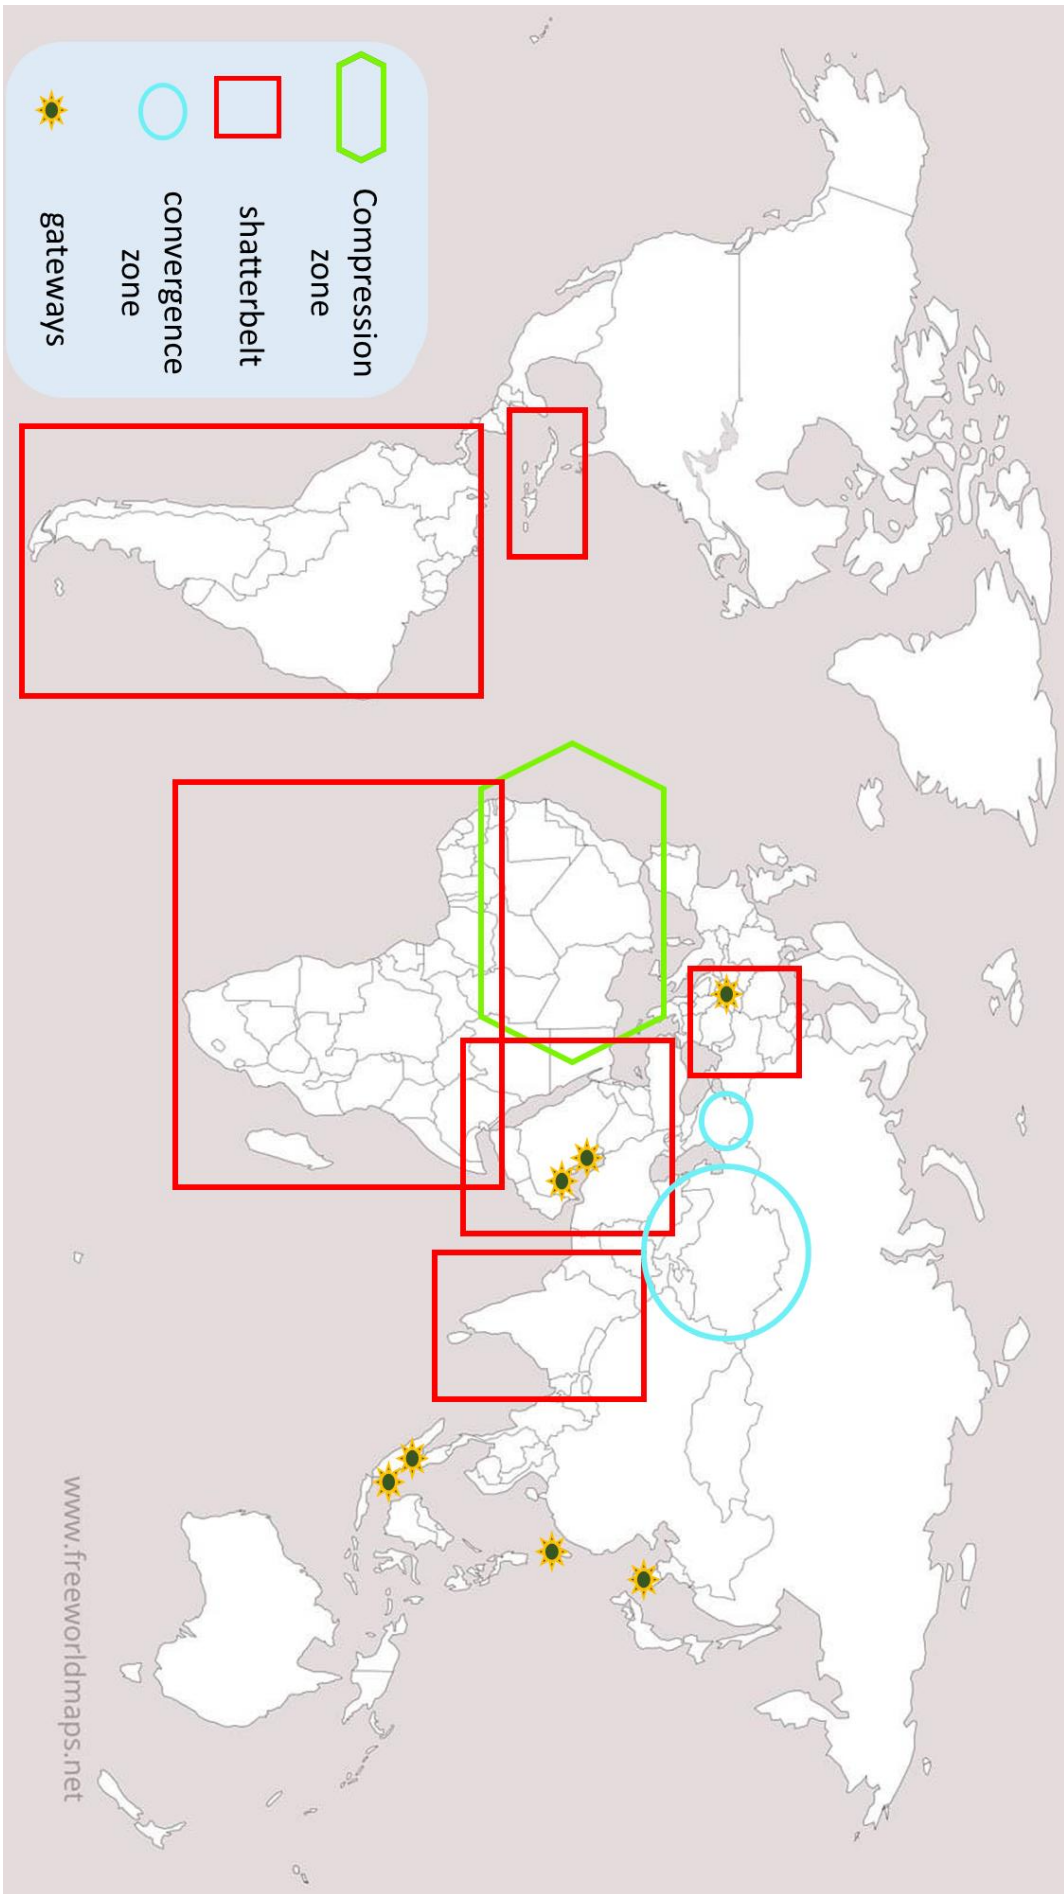 Compression
zone
shatterbelt
convergence
zone
gateways
www.freeworldmaps.net